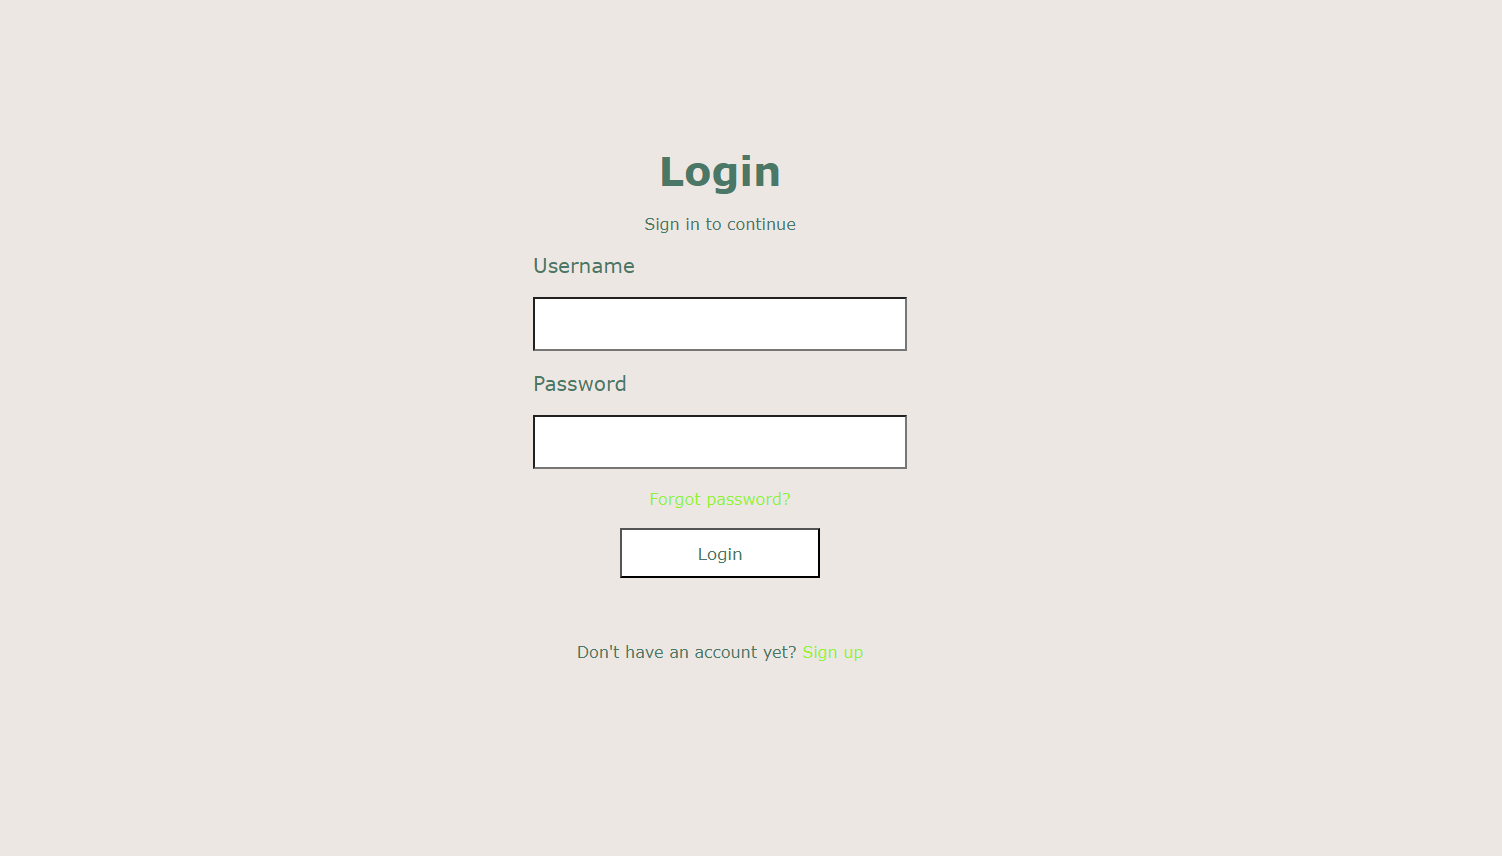 Login
Sign in to continue
Username
Password
Forgot password?
Login
Don't have an account yet? Sign up